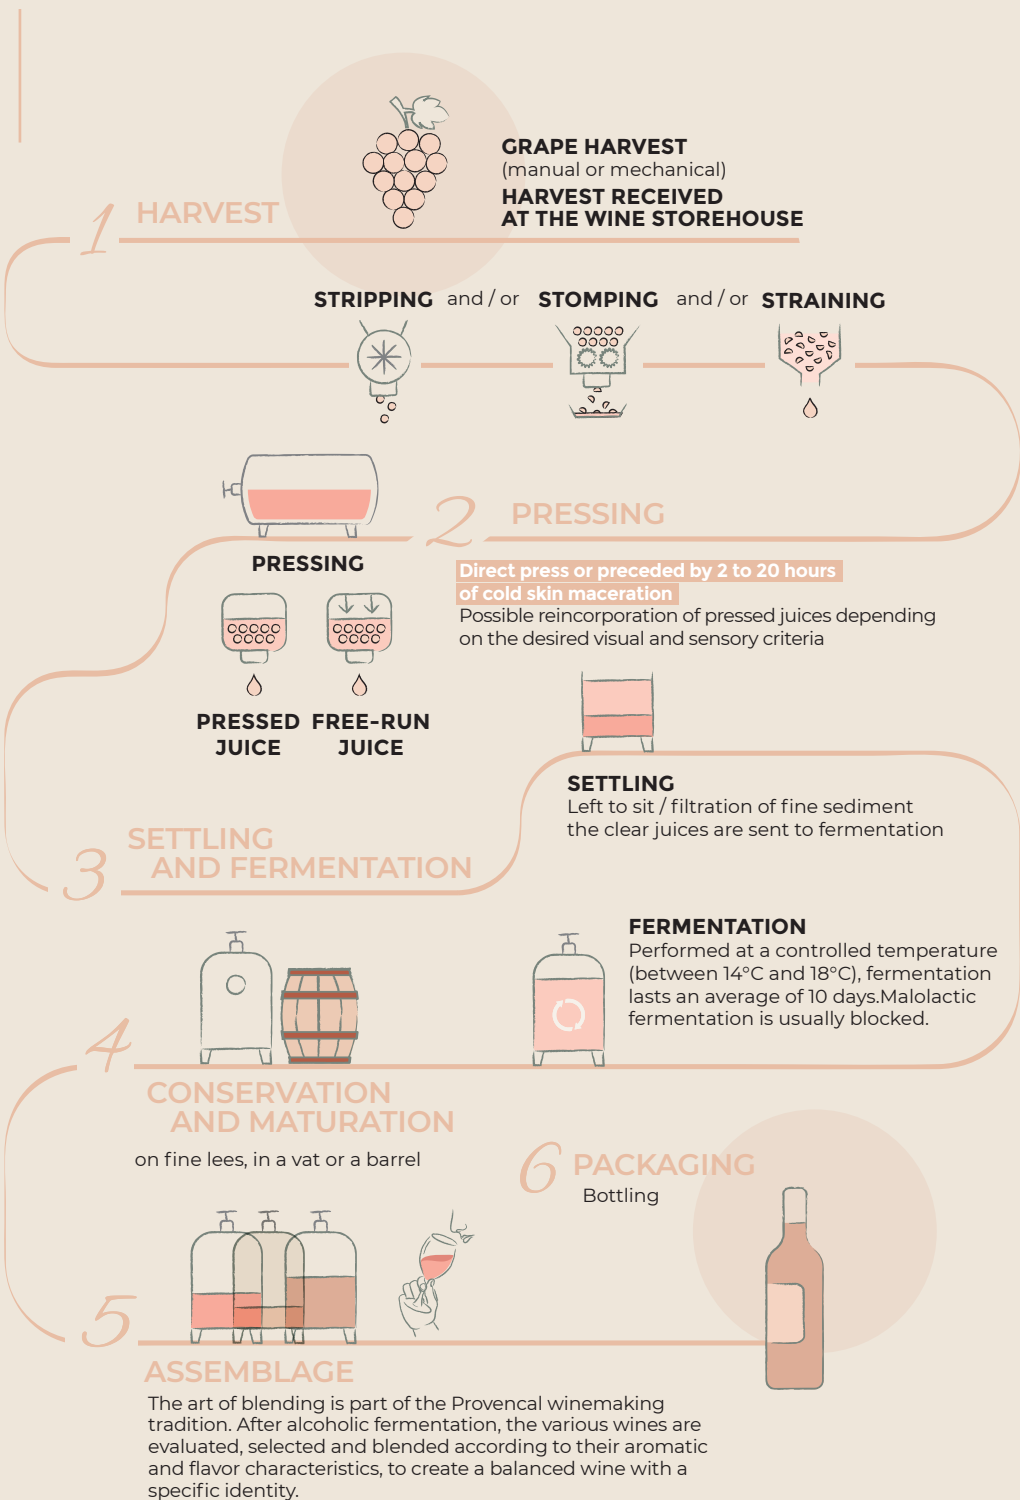 GRAPE HARVEST
(manual or mechanical)
HARVEST RECEIVED
AT THE WINE STOREHOUSE
1 HARVEST
STRIPPING and / or STOMPING and / or STRAINING
2 PRESSING
PRESSING
Direct press or preceded by 2 to 20 hours
of cold skin maceration
Possible reincorporation of pressed juices depending
on the desired visual and sensory criteria
PRESSED
JUICE
FREE-RUN
JUICE
SETTLING
Left to sit / filtration of fine sediment
the clear juices are sent to fermentation
3 SETTLING
AND FERMENTATION
FERMENTATION
Performed at a controlled temperature
(between 14°C and 18°C), fermentation
lasts an average of 10 days.Malolactic
fermentation is usually blocked.
4
CONSERVATION
AND MATURATION
on fine lees, in a vat or a barrel
6 PACKAGING
Bottling
5
ASSEMBLAGE
The art of blending is part of the Provencal winemaking
tradition. After alcoholic fermentation, the various wines are
evaluated, selected and blended according to their aromatic
and flavor characteristics, to create a balanced wine with a
specific identity.